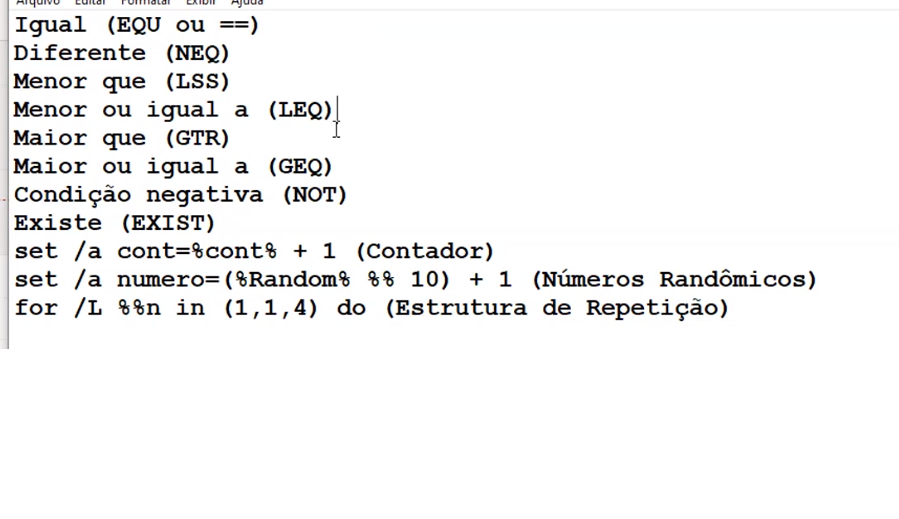 Arquivo Editar Formatar Exibir Ajuda
Igual (EQU ou ==)
Diferente (NEQ)
Menor que (LSS)
Menor ou igual a (LEQ)
Maior que (GTR)
Maior ou igual a (GEQ)
Condição negativa (NOT)
Existe (EXIST)
set /a cont=%cont% + 1 (Contador)
set /a numero=(%Random% %% 10) + 1 (Números Randômicos)
for /L %%n in (1,1,4) do (Estrutura de Repetição)